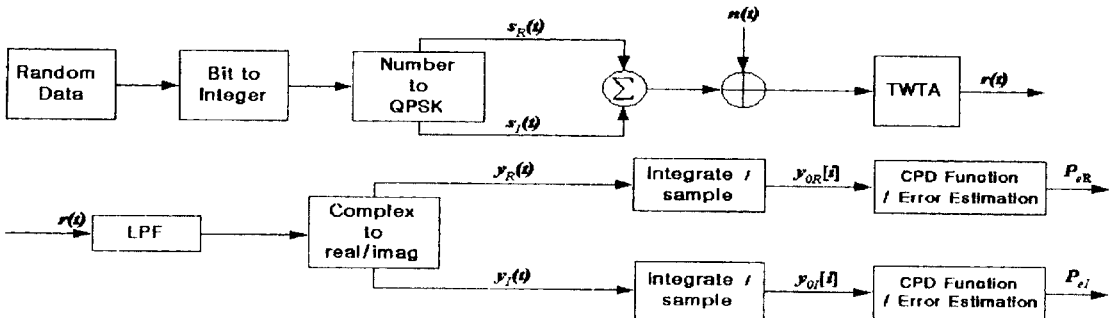 n(t)
s_R(t)
Random
Data
Bit to
Integer
Number
to
QPSK
Σ
TWTA
r(t)
s_I(t)
y_R(t)
Integrate /
sample
y_0R[i]
CPD Function
/ Error Estimation
P_eR
r(t)
LPF
Complex
to
real/imag
y_I(t)
Integrate /
sample
y_0I[i]
CPD Function
/ Error Estimation
P_eI